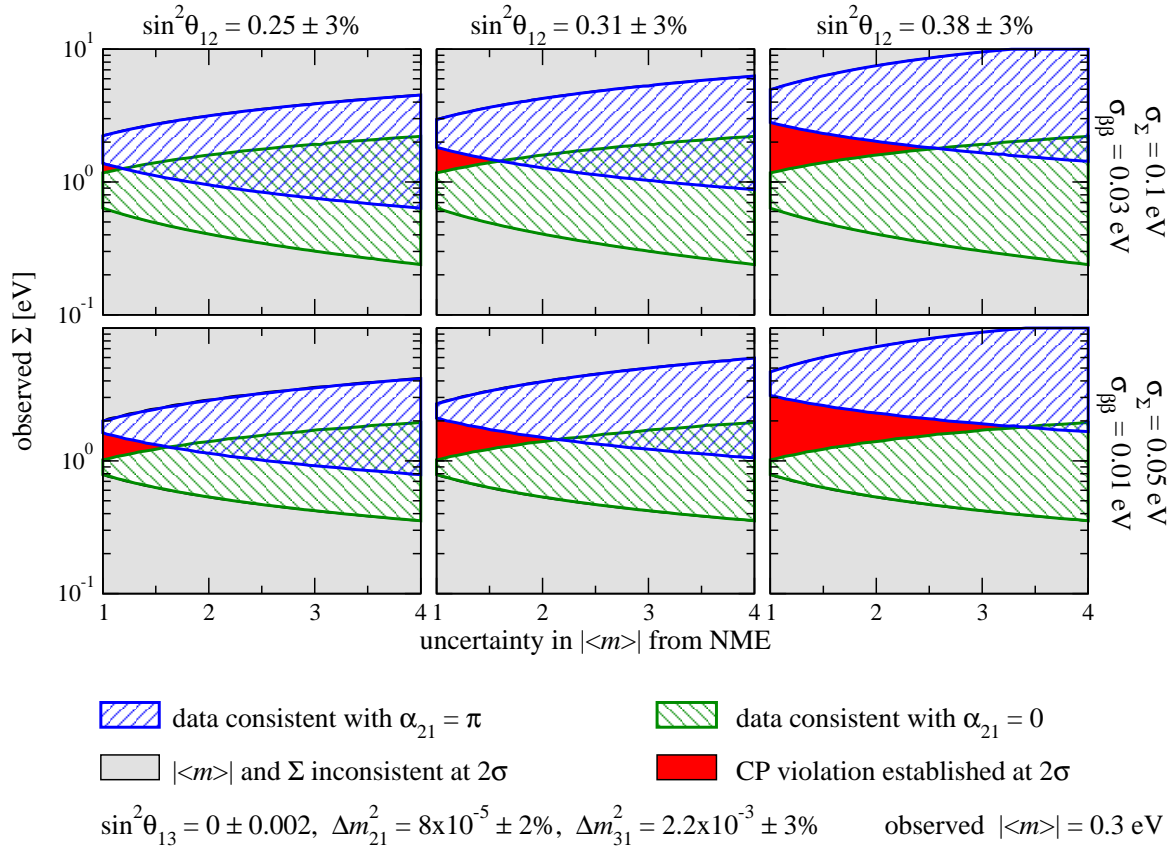 sin²θ₁₂ = 0.25 ± 3%
sin²θ₁₂ = 0.31 ± 3%
sin²θ₁₂ = 0.38 ± 3%
10¹
10⁰
10⁻¹
σ_Σ = 0.1 eV
σ_ββ = 0.03 eV
observed Σ [eV]
10⁰
10⁻¹
σ_Σ = 0.05 eV
σ_ββ = 0.01 eV
1 2 3 4 1 2 3 4 1 2 3 4
uncertainty in |<m>| from NME
data consistent with α₂₁ = π
data consistent with α₂₁ = 0
|<m>| and Σ inconsistent at 2σ
CP violation established at 2σ
sin²θ₁₃ = 0 ± 0.002, Δm²₂₁ = 8x10⁻⁵ ± 2%, Δm²₃₁ = 2.2x10⁻³ ± 3% observed |<m>| = 0.3 eV